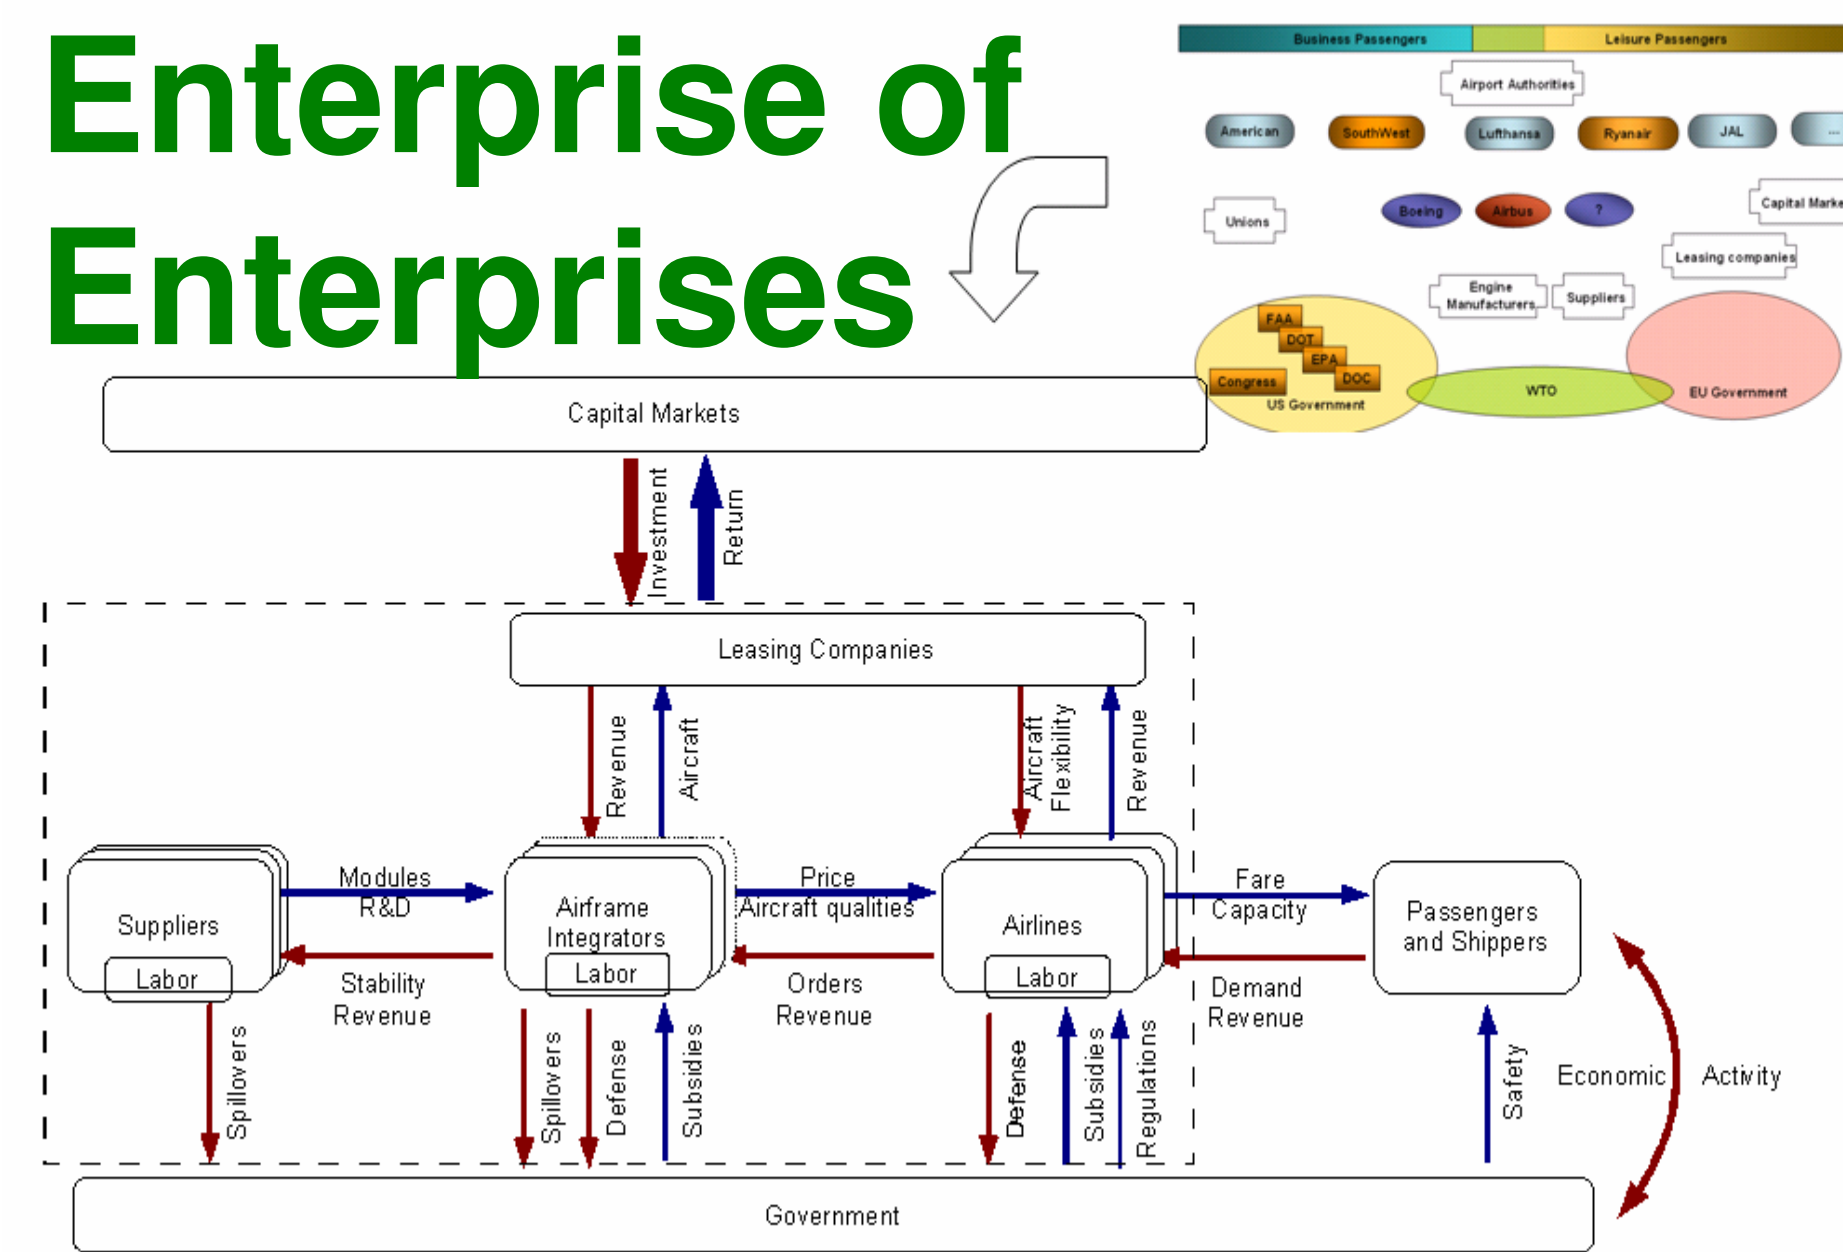 Enterprise of
Enterprises
Business Passengers
Leisure Passengers
Airport Authorities
American
SouthWest
Lufthansa
Ryanair
JAL
...
Unions
Boeing
Airbus
?
Capital Marke
Leasing companies
Engine
Manufacturers
Suppliers
FAA
DOT
EPA
DOC
Congress
US Government
WTO
EU Government
Capital Markets
Investment
Return
Leasing Companies
Revenue
Aircraft
Aircraft
Flexibility
Revenue
Suppliers
Labor
Modules
R&D
Stability
Revenue
Airframe
Integrators
Labor
Price
Aircraft qualities
Orders
Revenue
Airlines
Labor
Fare
Capacity
Demand
Revenue
Passengers
and Shippers
Spillovers
Spillovers
Defense
Subsidies
Defense
Subsidies
Regulations
Safety
Economic
Activity
Government